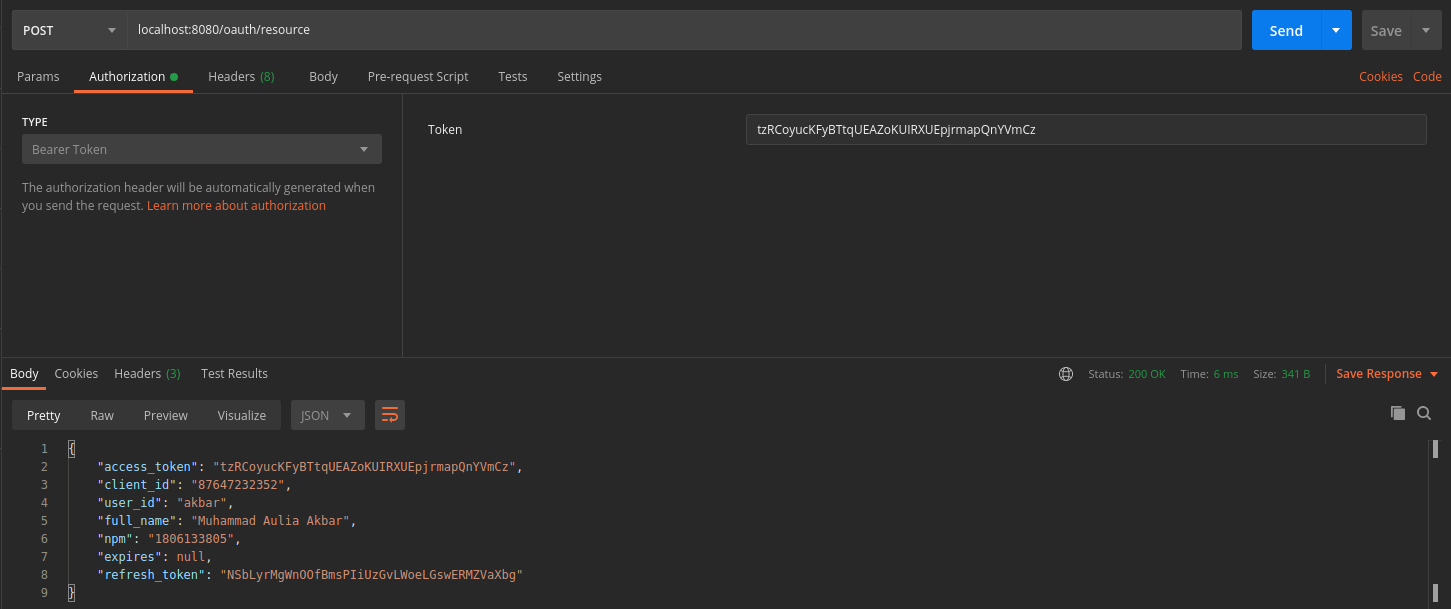 POST localhost:8080/oauth/resource Send Save
Params Authorization Headers (8) Body Pre-request Script Tests Settings Cookies Code
TYPE
Bearer Token
The authorization header will be automatically generated when
you send the request. Learn more about authorization
Token tzRCoyucKFyBTtqUEAZoKUIRXUEpjrmapQnYVmCz
Body Cookies Headers (3) Test Results Status: 200 OK Time: 6 ms Size: 341 B Save Response
Pretty Raw Preview Visualize JSON
1 {
2 "access_token": "tzRCoyucKFyBTtqUEAZoKUIRXUEpjrmapQnYVmCz",
3 "client_id": "87647232352",
4 "user_id": "akbar",
5 "full_name": "Muhammad Aulia Akbar",
6 "npm": "1806133805",
7 "expires": null,
8 "refresh_token": "NSbLyrMgWnOOfBmsPIiUzGvLWoeLGswERMZVaXbg"
9 }